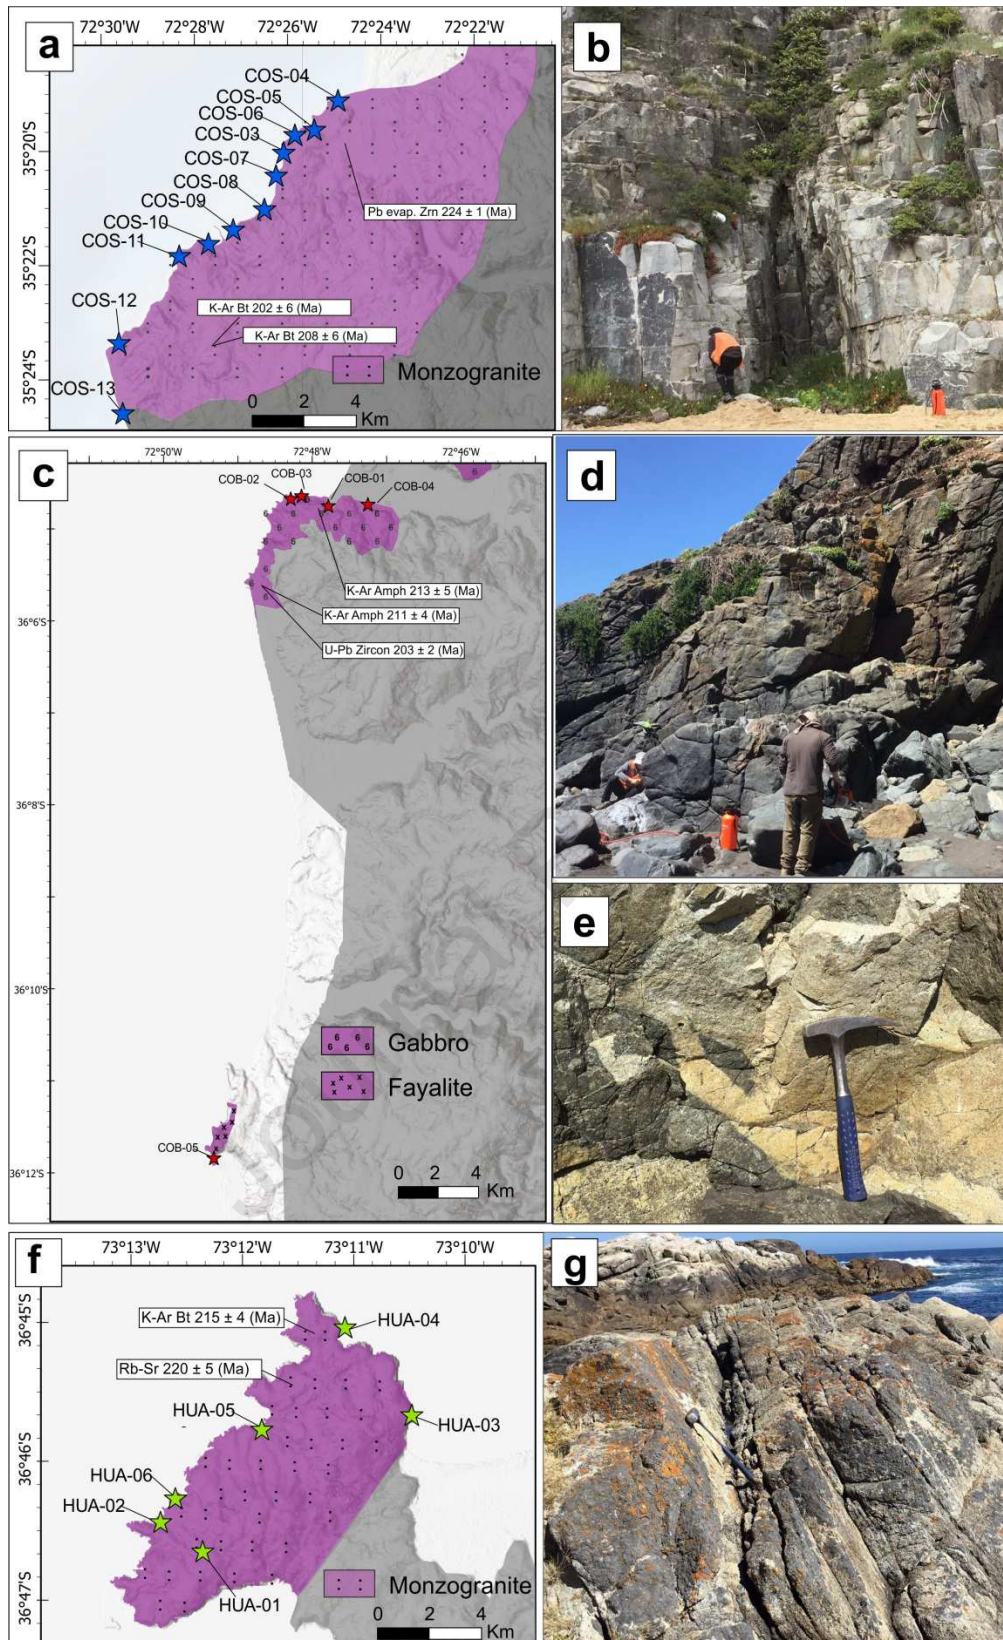 a
72°30'W 72°28'W 72°26'W 72°24'W 72°22'W
35°20'S
35°22'S
35°24'S
COS-04
COS-05
COS-06
COS-03
COS-07
COS-08
COS-09
COS-10
COS-11
COS-12
COS-13
Pb evap. Zrn 224 ± 1 (Ma)
K-Ar Bt 202 ± 6 (Ma)
K-Ar Bt 208 ± 6 (Ma)
Monzogranite
0 2 4
Km
b
c
72°50'W 72°48'W 72°46'W
COB-03
COB-02
COB-01
COB-04
K-Ar Amph 213 ± 5 (Ma)
K-Ar Amph 211 ± 4 (Ma)
U-Pb Zircon 203 ± 2 (Ma)
36°6'S
36°8'S
36°10'S
36°12'S
Gabbro
Fayalite
COB-05
0 2 4
Km
d
e
f
73°13'W 73°12'W 73°11'W 73°10'W
36°45'S
36°46'S
36°47'S
K-Ar Bt 215 ± 4 (Ma)
HUA-04
Rb-Sr 220 ± 5 (Ma)
HUA-05
HUA-03
HUA-06
HUA-02
HUA-01
Monzogranite
0 2 4
Km
g